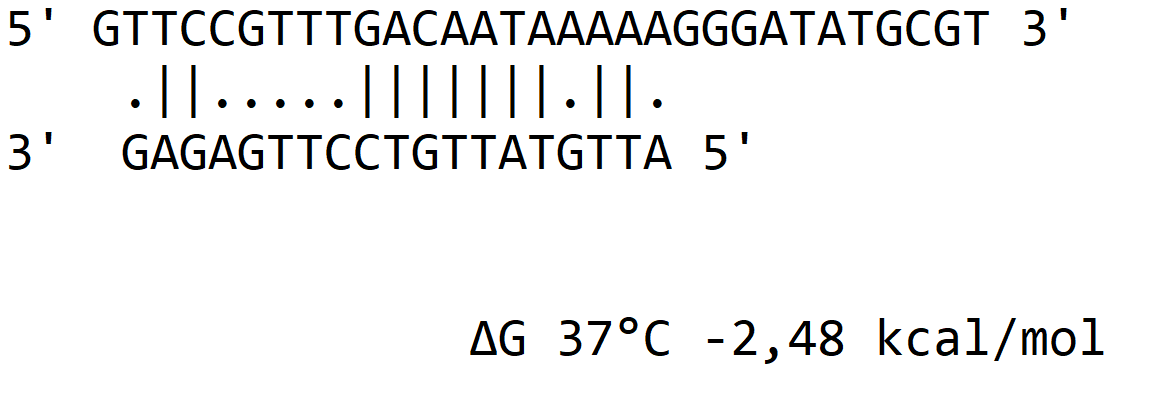 5' GTTCCGTTTGACAATAAAAAGGGATATGCGT 3'
.||.....|||||||.||.
3' GAGAGTTCCTGTTATGTTA 5'
ΔG 37°C -2,48 kcal/mol